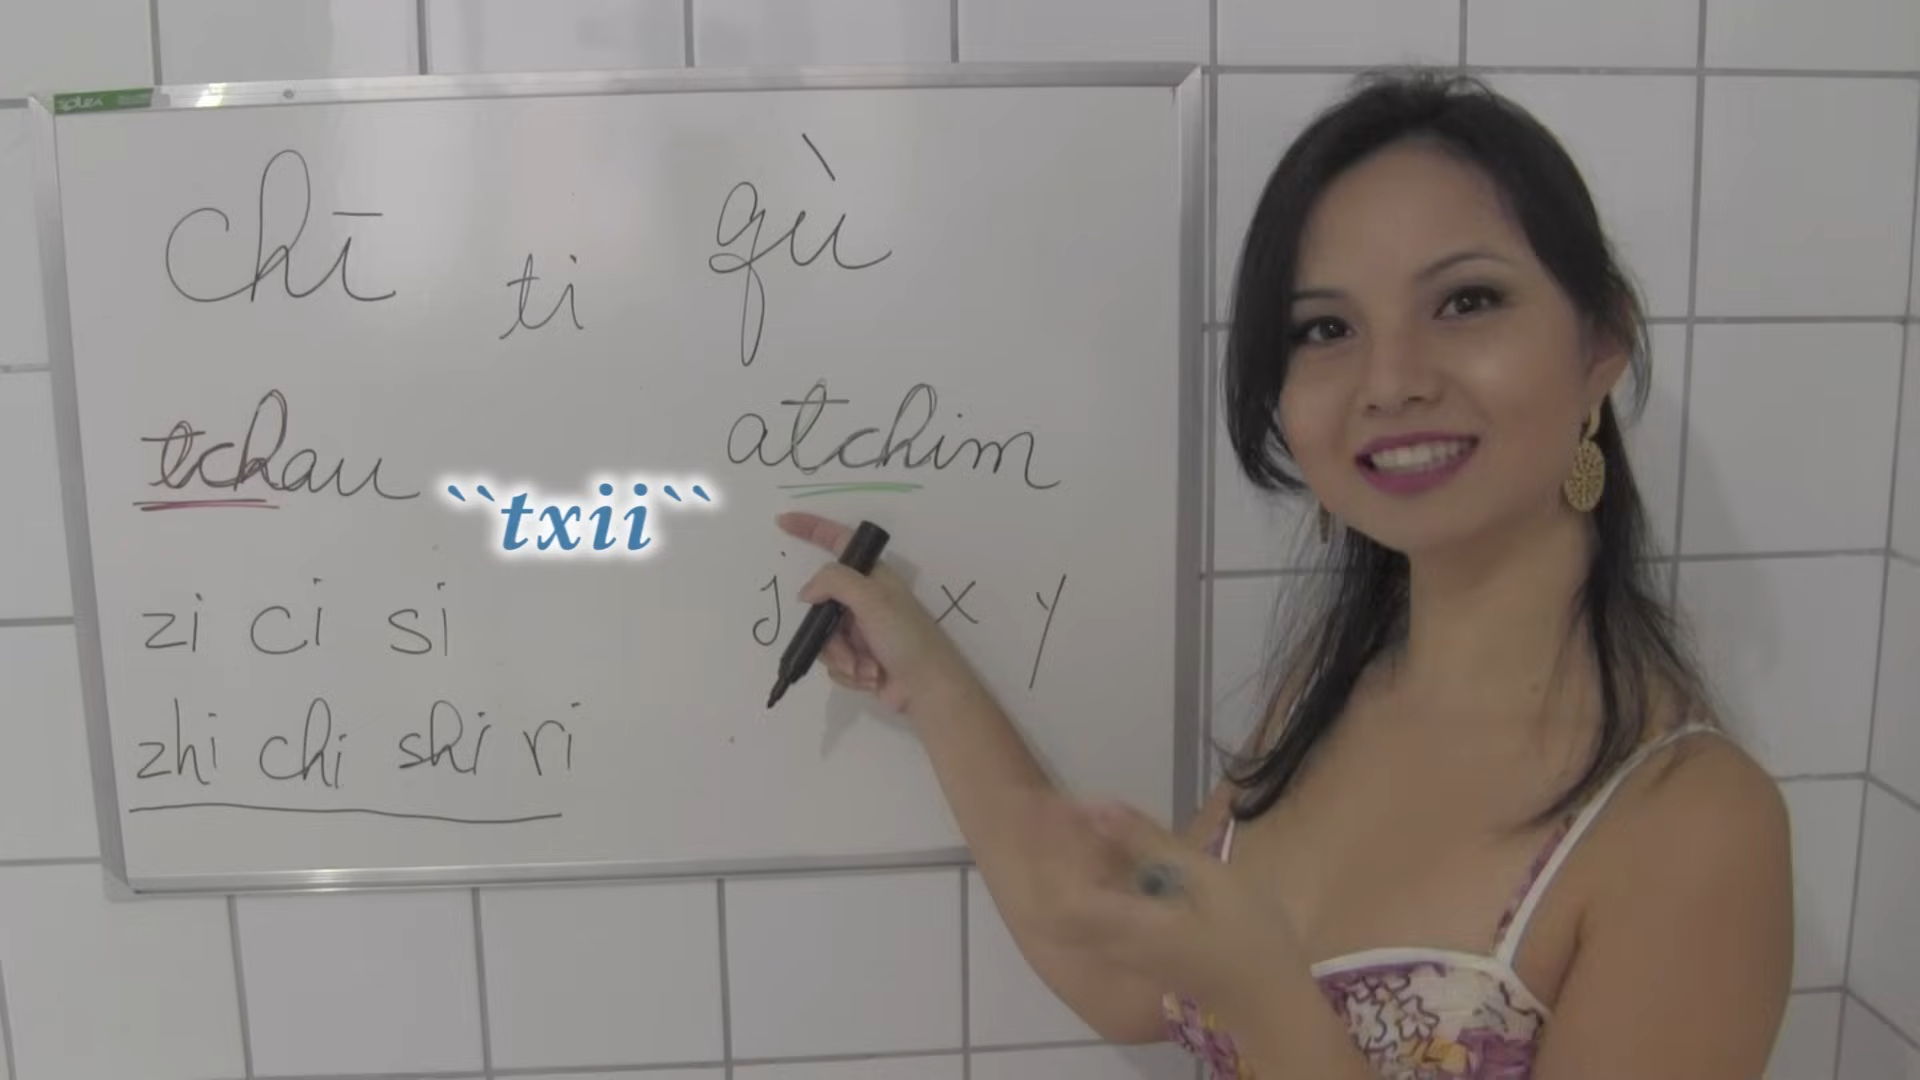 chī ti qù
tchau atchim
``txii``
zi ci si j x y
zhi chi shi ri